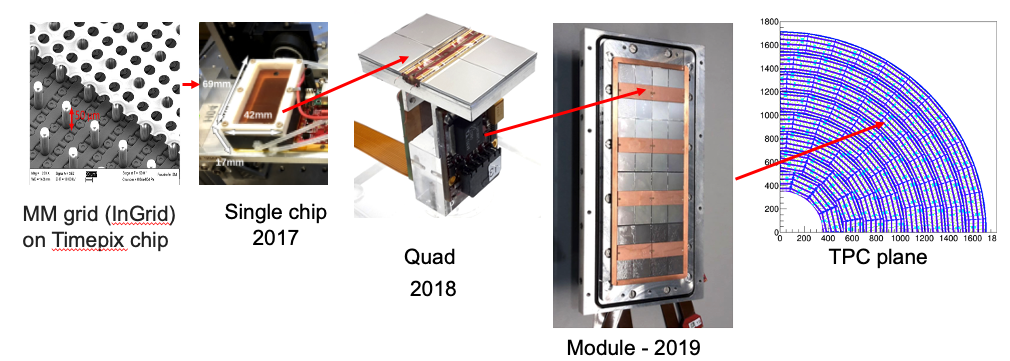 69mm
42mm
17mm
MM grid (InGrid)
on Timepix chip
Single chip
2017
Quad
2018
Module - 2019
1800
1600
1400
1200
1000
800
600
400
200
0
0 200 400 600 800 1000 1200 1400 1600 18
TPC plane